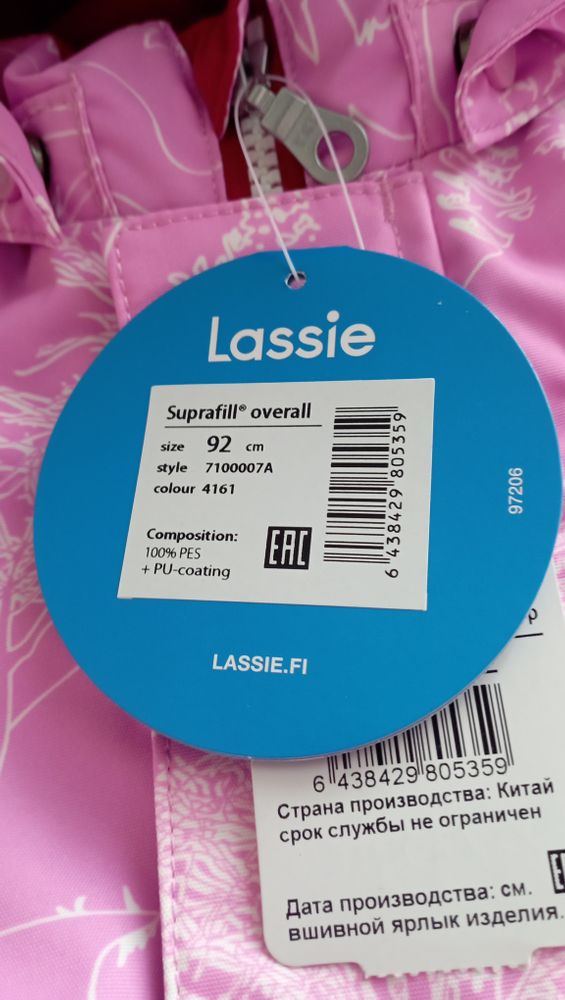 Lassie
Suprafill® overall
size 92 cm
style 7100007A
colour 4161
Composition:
100% PES
+ PU-coating
EAC
6 438429 805359
97206
LASSIE.FI
6 438429 805359
Страна производства: Китай
срок службы не ограничен
Дата производства: см.
вшивной ярлык изделия.